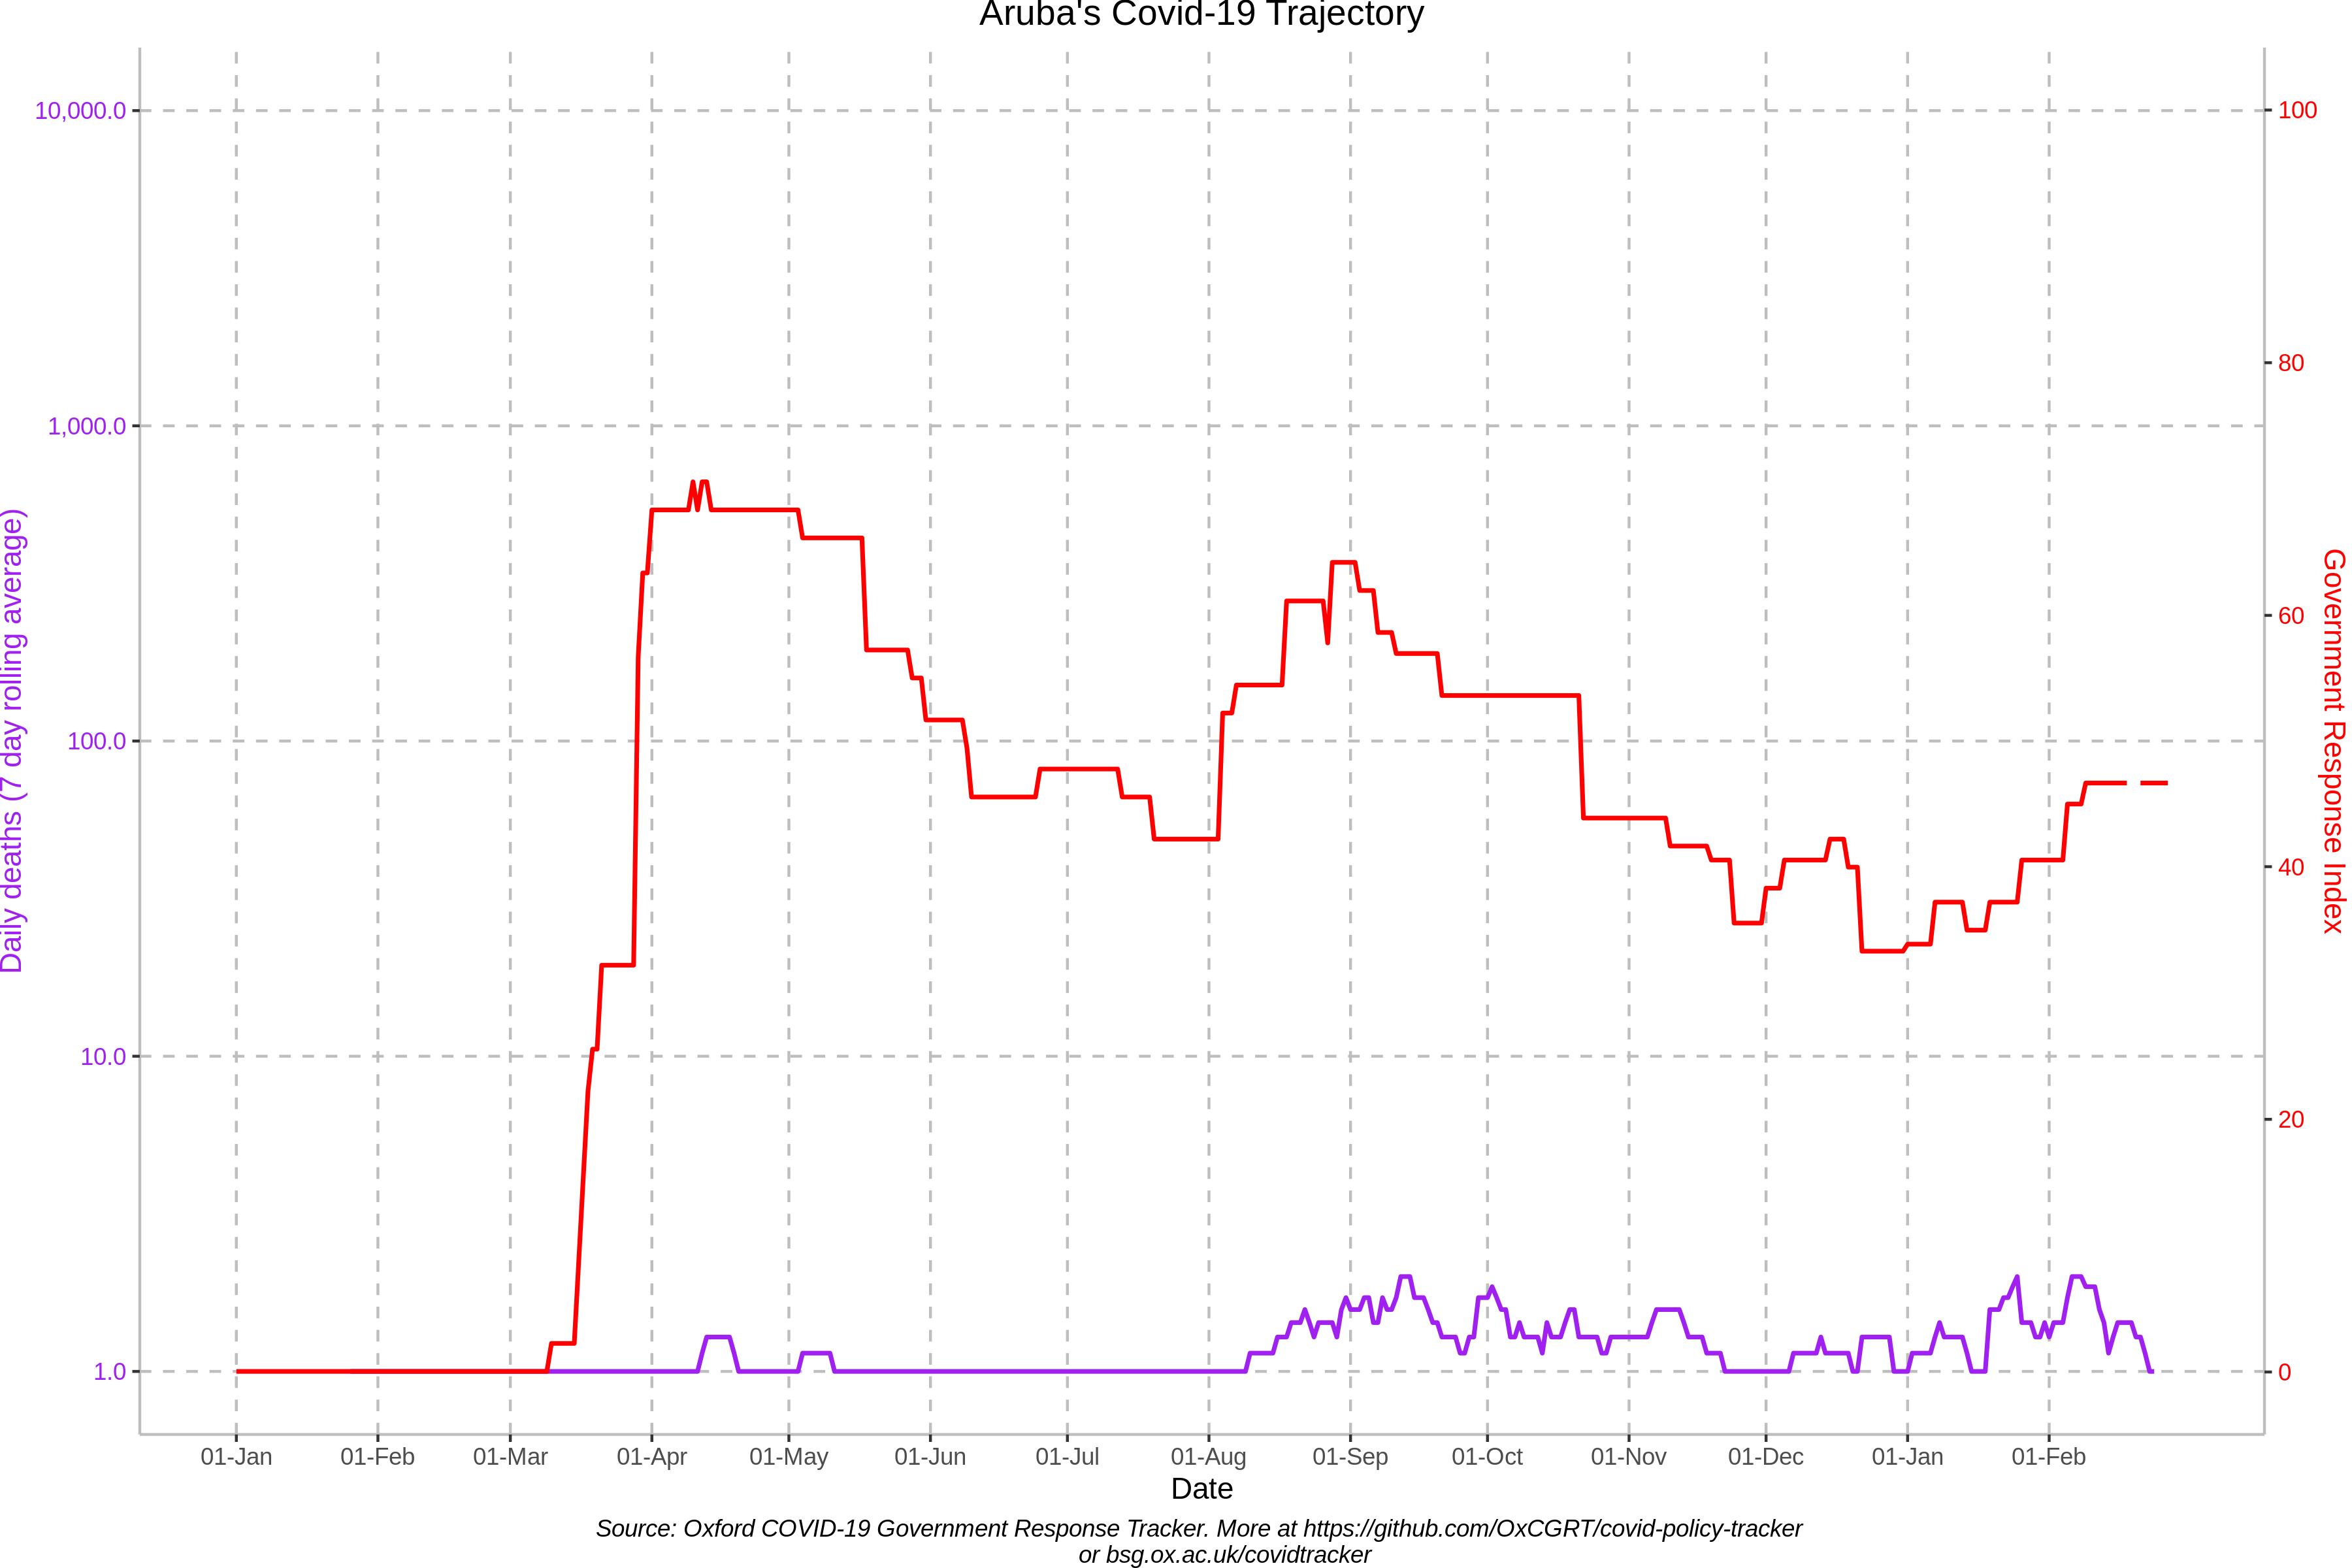 Aruba's Covid-19 Trajectory
10,000.0
1,000.0
100.0
10.0
1.0
Daily deaths (7 day rolling average)
100
80
60
40
20
0
Government Response Index
01-Jan 01-Feb 01-Mar 01-Apr 01-May 01-Jun 01-Jul 01-Aug 01-Sep 01-Oct 01-Nov 01-Dec 01-Jan 01-Feb
Date
Source: Oxford COVID-19 Government Response Tracker. More at https://github.com/OxCGRT/covid-policy-tracker
or bsg.ox.ac.uk/covidtracker